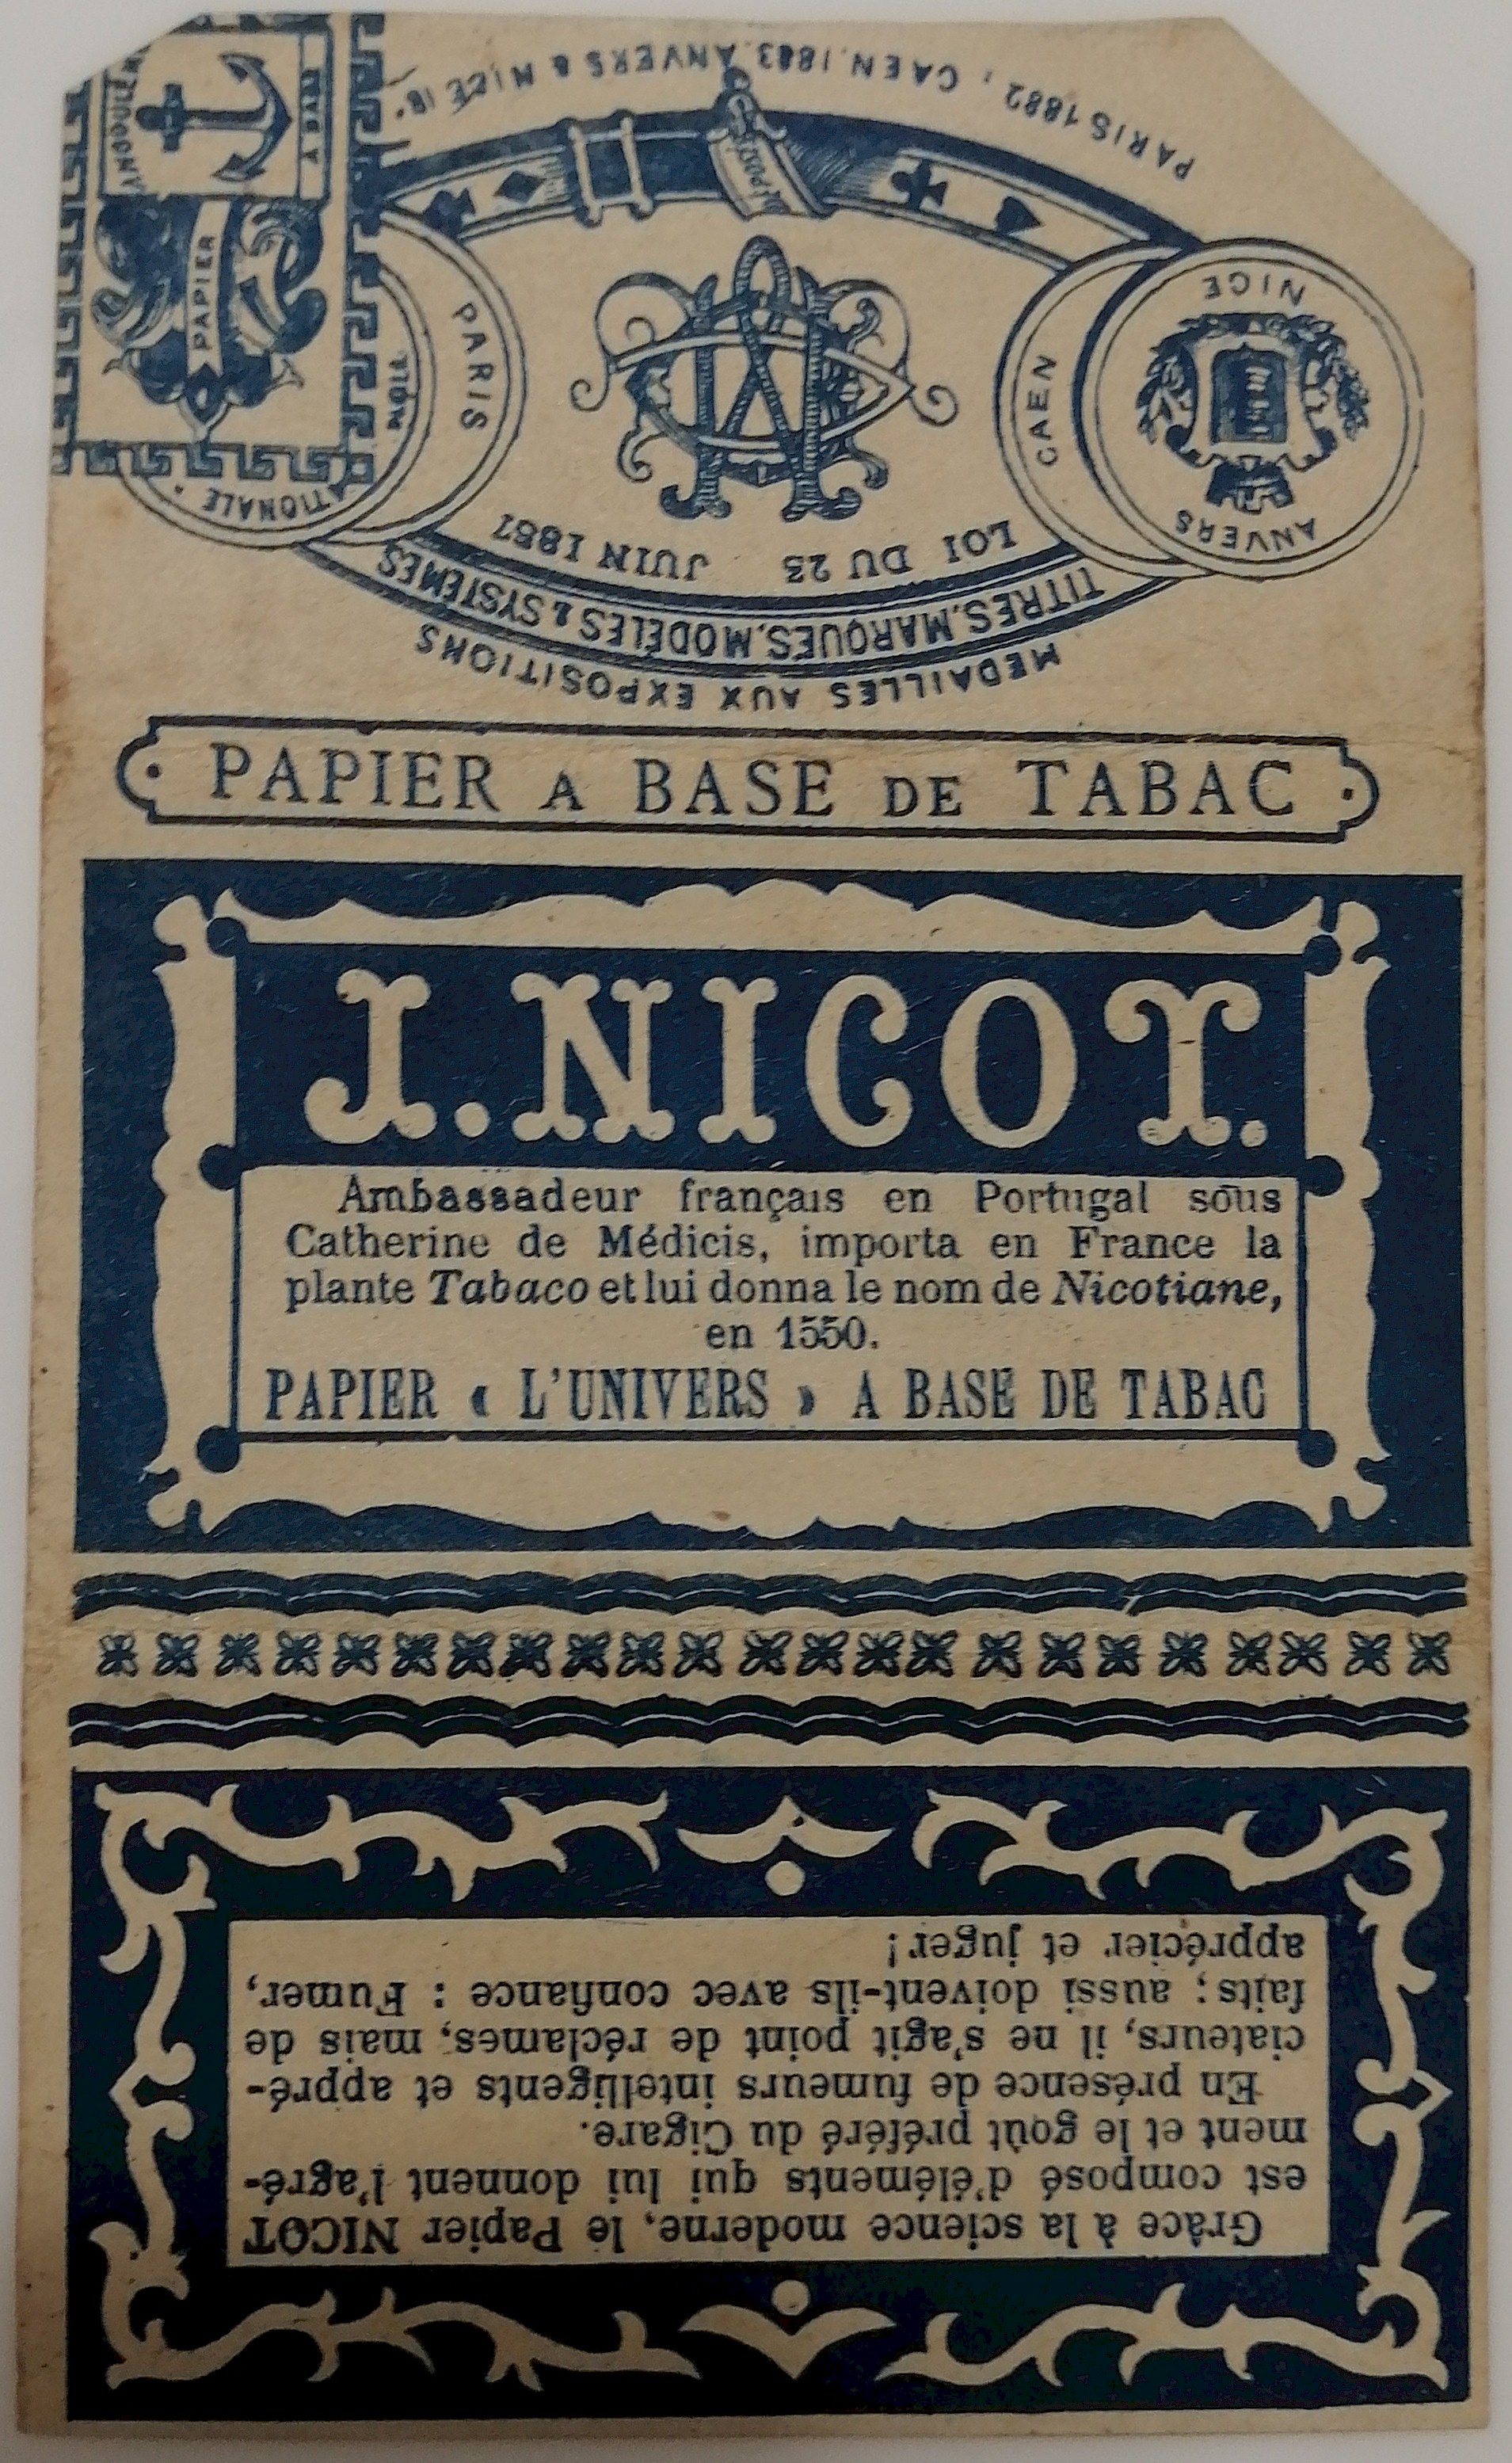 MEDAILLES AUX EXPOSITIONS
TITRES, MARQUES, MODÈLES & SYSTÈMES
LOI DU 23 JUIN 1857
ANVERS
NICE
CAEN
PARIS
PAPIER
PARIS 1882, CAEN. 1883. ANVERS & NICE
PAPIER A BASE DE TABAC
J. NICOT.
Ambassadeur français en Portugal sous
Catherine de Médicis, importa en France la
plante Tabaco et lui donna le nom de Nicotiane,
en 1550.
PAPIER « L'UNIVERS » A BASE DE TABAC
Grâce à la science moderne, le Papier NICOT
est composé d'éléments qui lui donnent l'agré-
ment et le goût préféré du Cigare.
En présence de fumeurs intelligents et appré-
ciateurs, il ne s'agit point de réclames, mais de
faits ; aussi doivent-ils avec confiance : Fumer,
apprécier et juger !